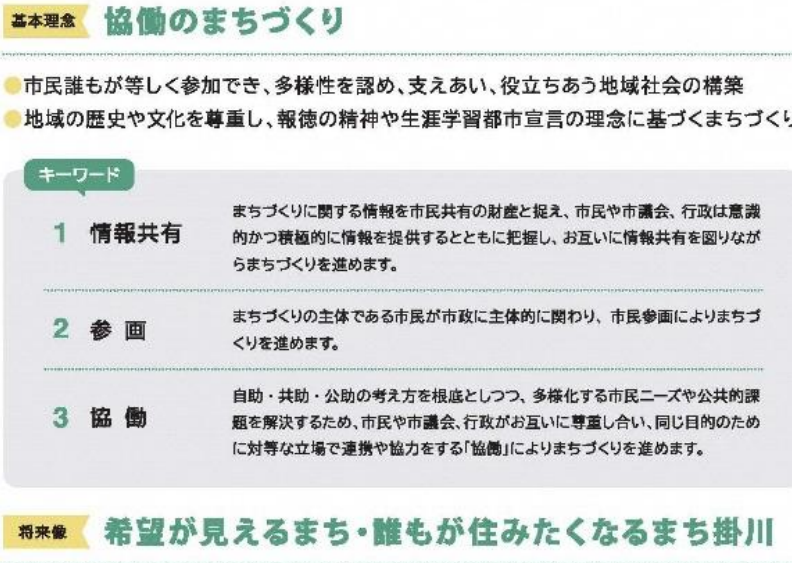 基本理念 協働のまちづくり
●市民誰もが等しく参加でき、多様性を認め、支えあい、役立ちあう地域社会の構築
●地域の歴史や文化を尊重し、報徳の精神や生涯学習都市宣言の理念に基づくまちづくり
キーワード
1 情報共有
まちづくりに関する情報を市民共有の財産と捉え、市民や市議会、行政は意識
的かつ積極的に情報を提供するとともに把握し、お互いに情報共有を図りなが
らまちづくりを進めます。
2 参画
まちづくりの主体である市民が市政に主体的に関わり、市民参画によりまちづ
くりを進めます。
3 協働
自助・共助・公助の考え方を根底としつつ、多様化する市民ニーズや公共的課
題を解決するため、市民や市議会、行政がお互いに尊重し合い、同じ目的のため
に対等な立場で連携や協力をする「協働」によりまちづくりを進めます。
将来像 希望が見えるまち・誰もが住みたくなるまち掛川